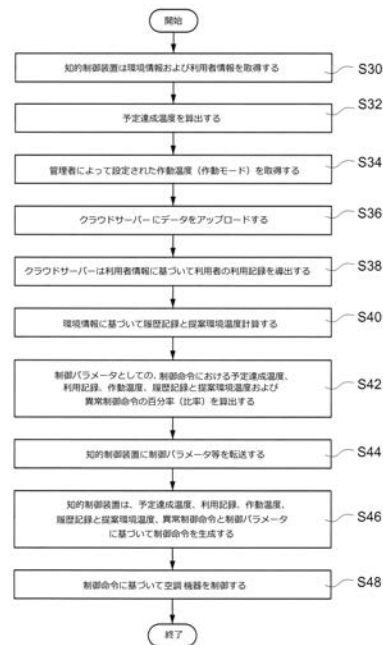 開始
知的制御装置は環境情報および利用者情報を取得する
S30
予定達成温度を算出する
S32
管理者によって設定された作動温度（作動モード）を取得する
S34
クラウドサーバーにデータをアップロードする
S36
クラウドサーバーは利用者情報に基づいて利用者の利用記録を導出する
S38
環境情報に基づいて履歴記録と提案環境温度計算する
S40
制御パラメータとしての、制御命令における予定達成温度、
利用記録、作動温度、履歴記録と提案環境温度および
異常制御命令の百分率（比率）を算出する
S42
知的制御装置に制御パラメータ等を転送する
S44
知的制御装置は、予定達成温度、利用記録、作動温度、
履歴記録と提案環境温度、異常制御命令と制御パラメータ
に基づいて制御命令を生成する
S46
制御命令に基づいて空調機器を制御する
S48
終了